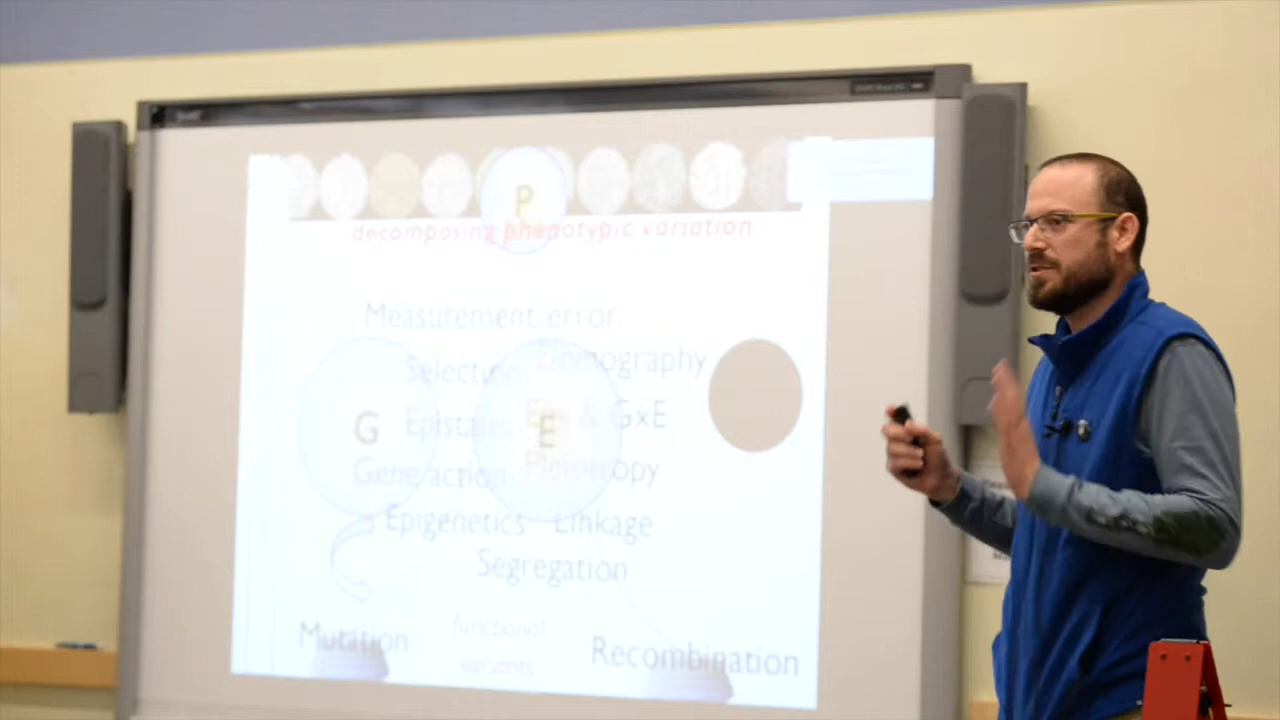 P
decomposing phenotypic variation
Measurement error
Selection Demography
Epistasis Env & GxE
G E
Gene action Pleiotropy
Epigenetics Linkage
Segregation
functional
Mutation Recombination
variants